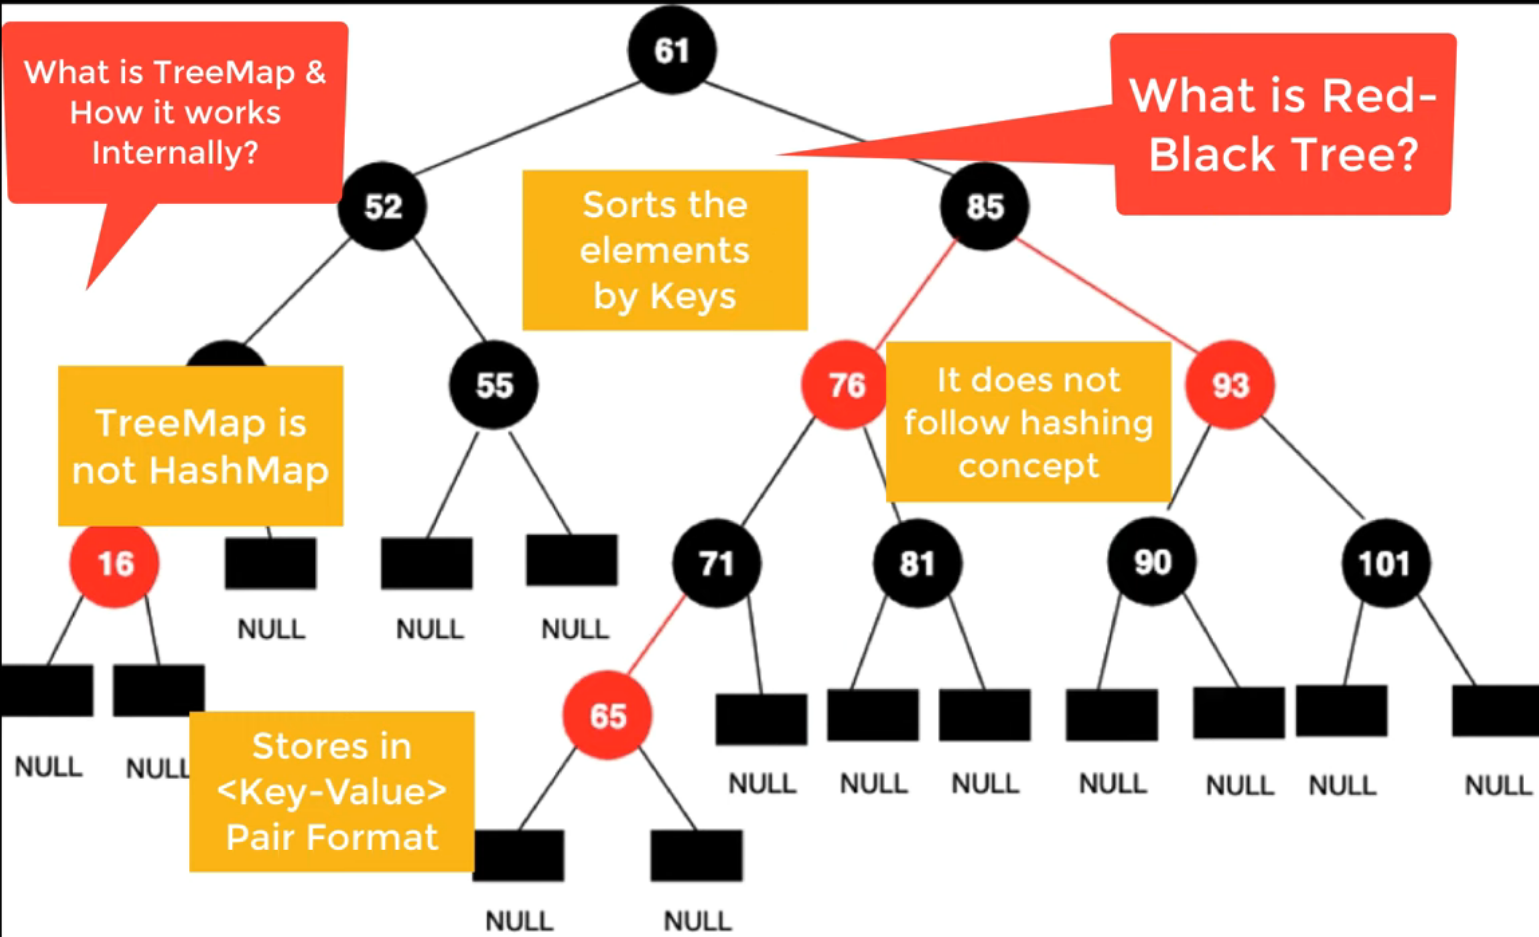 61
What is TreeMap &
How it works
Internally?
What is Red-
Black Tree?
52
85
Sorts the
elements
by Keys
55
76
93
It does not
follow hashing
concept
TreeMap is
not HashMap
16
71
81
90
101
NULL
NULL
NULL
65
NULL
NULL
Stores in
<Key-Value>
Pair Format
NULL
NULL
NULL
NULL
NULL
NULL
NULL
NULL
NULL